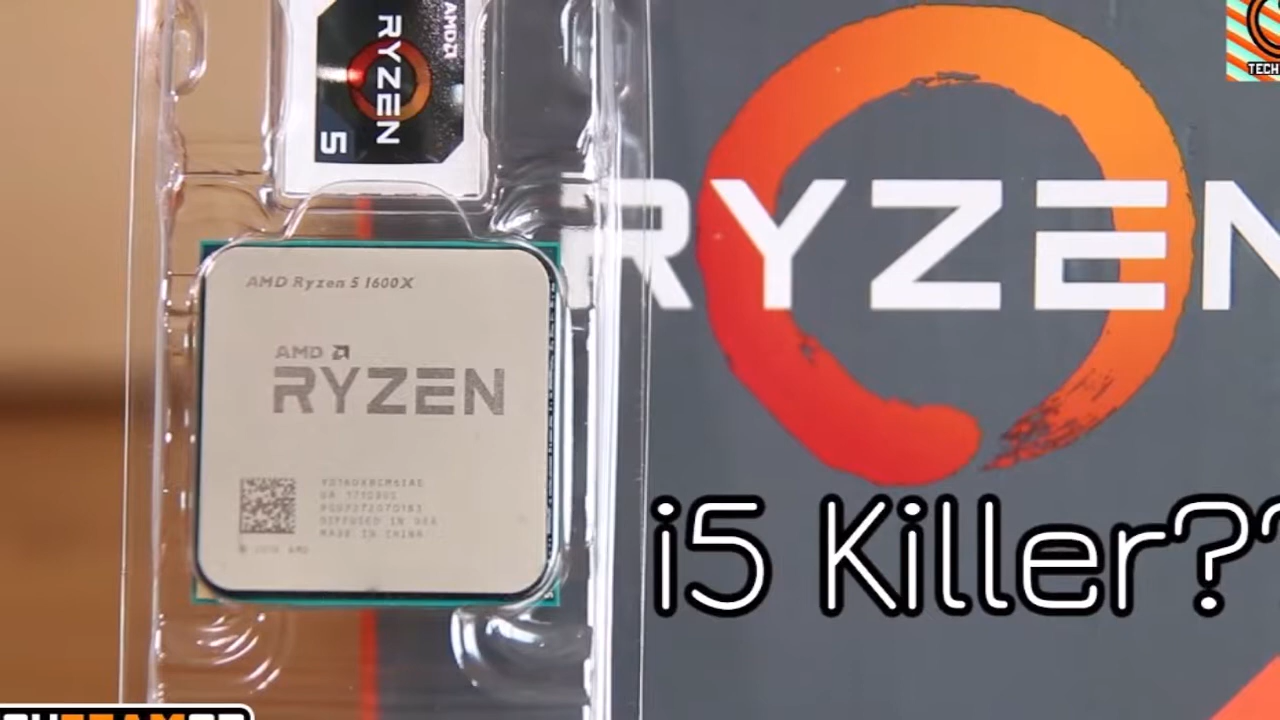 AMD
RYZEN
5
TECH
RYZEN
AMD Ryzen 5 1600X
AMD
RYZEN
DIFFUSED IN USA
MADE IN CHINA
AMD
i5 Killer??